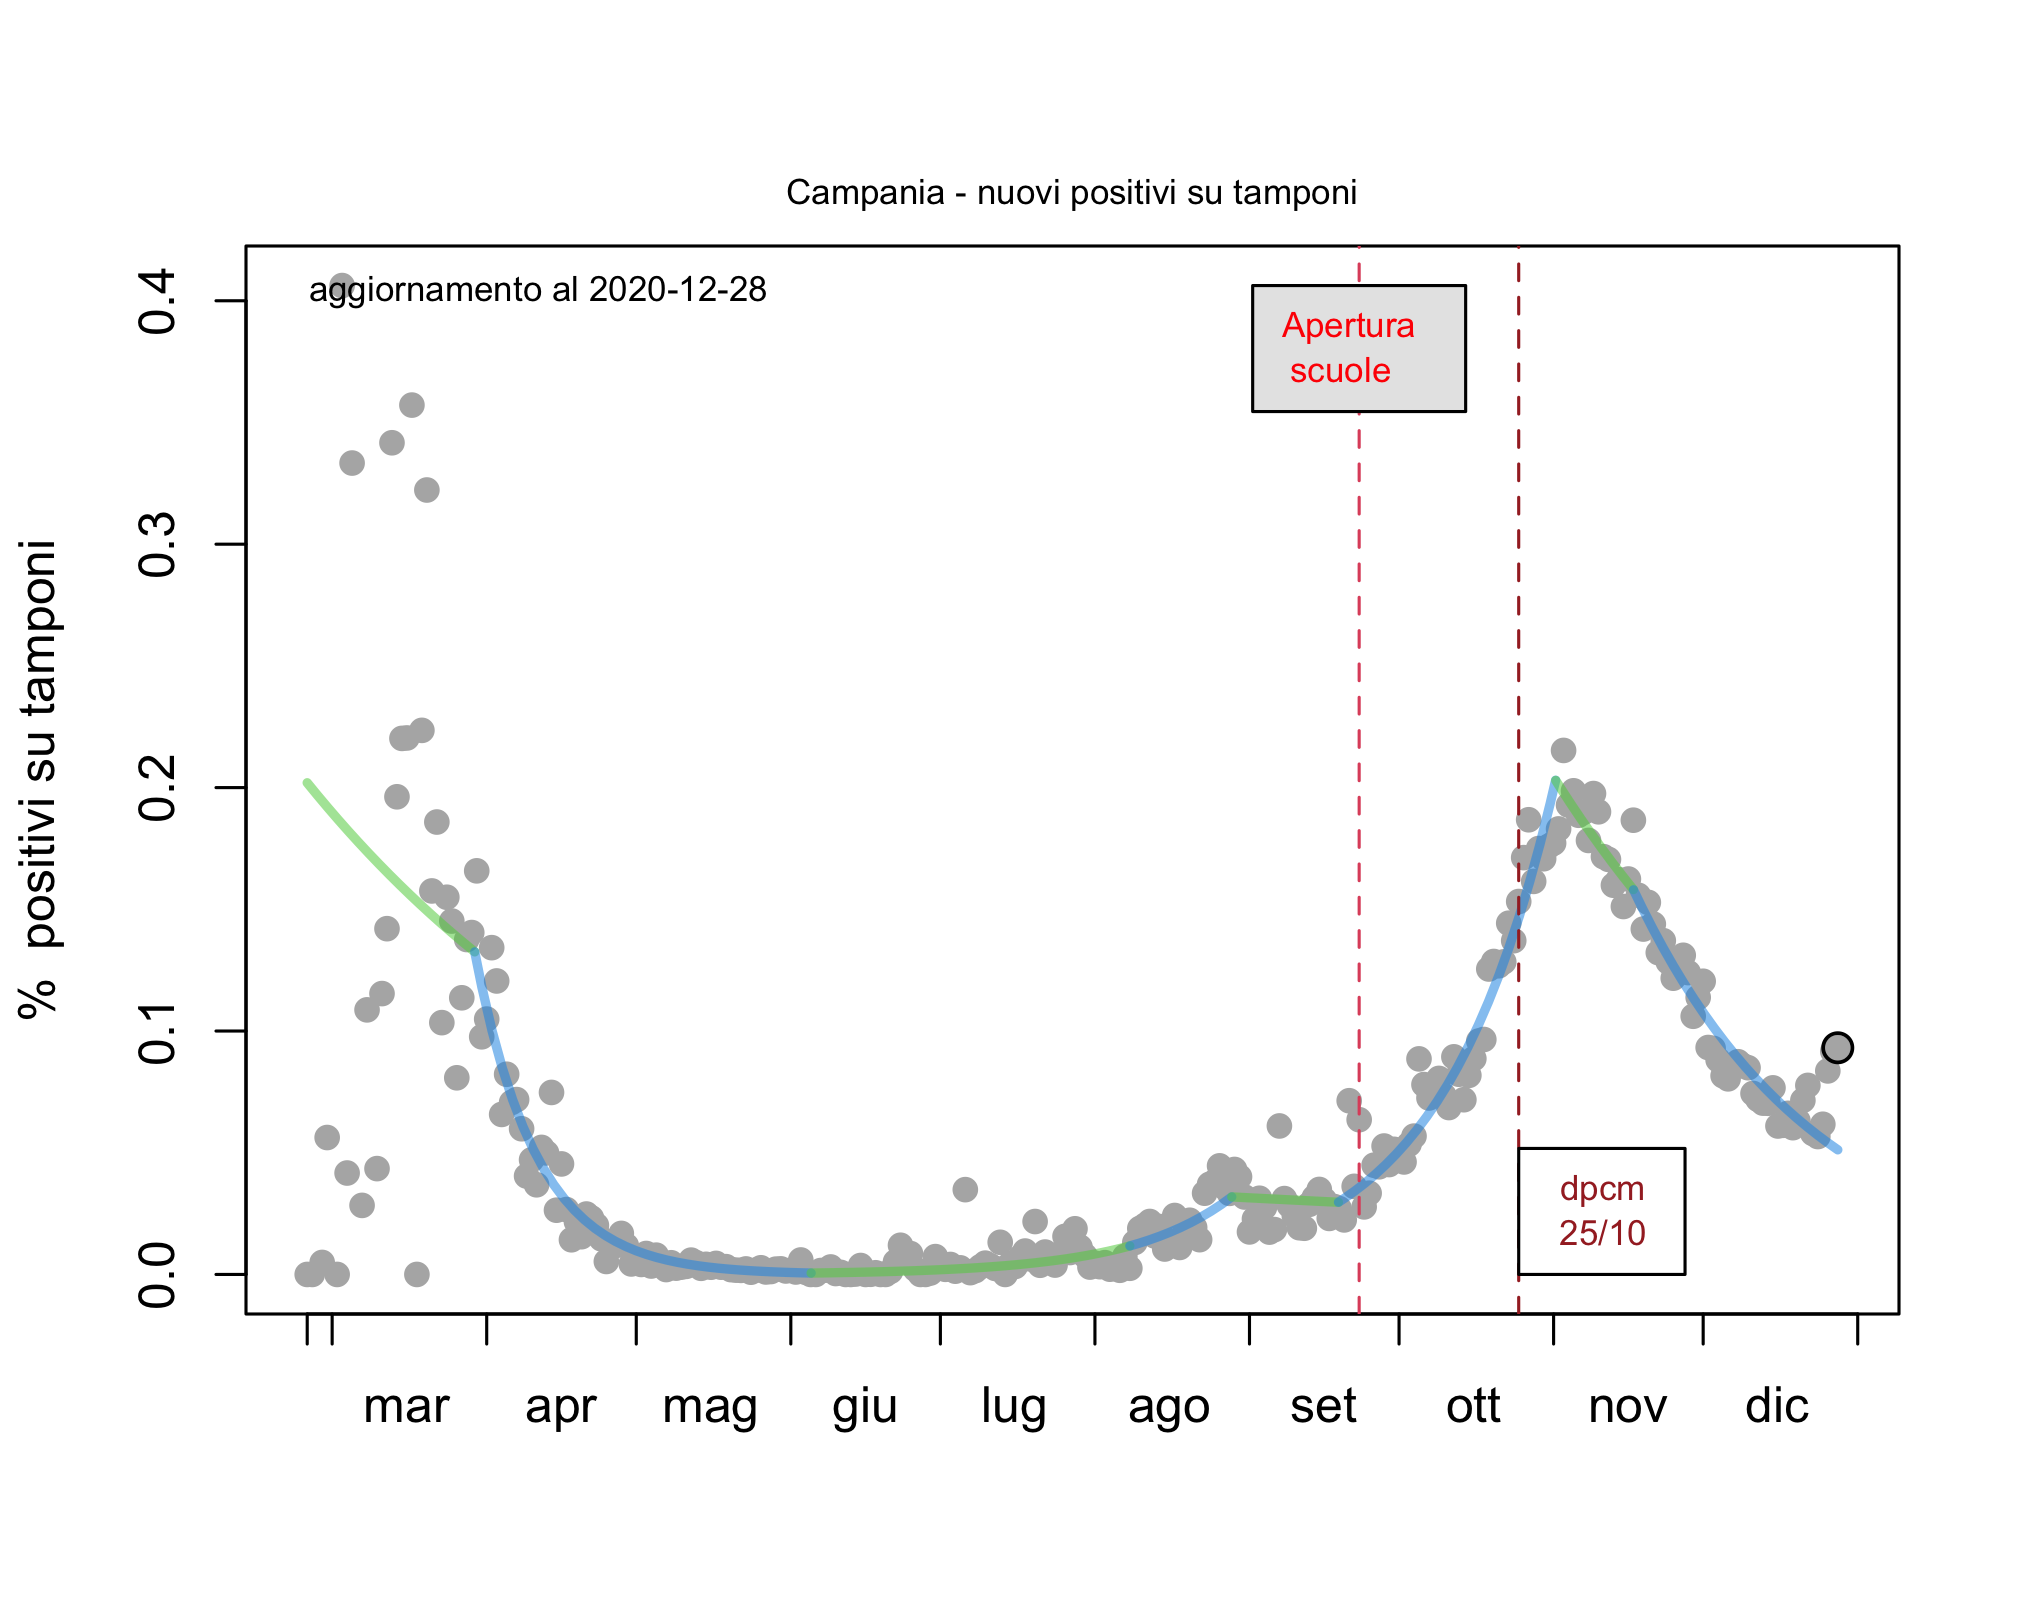 Campania - nuovi positivi su tamponi
aggiornamento al 2020-12-28
Apertura
scuole
dpcm
25/10
% positivi su tamponi
0.4
0.3
0.2
0.1
0.0
mar apr mag giu lug ago set ott nov dic